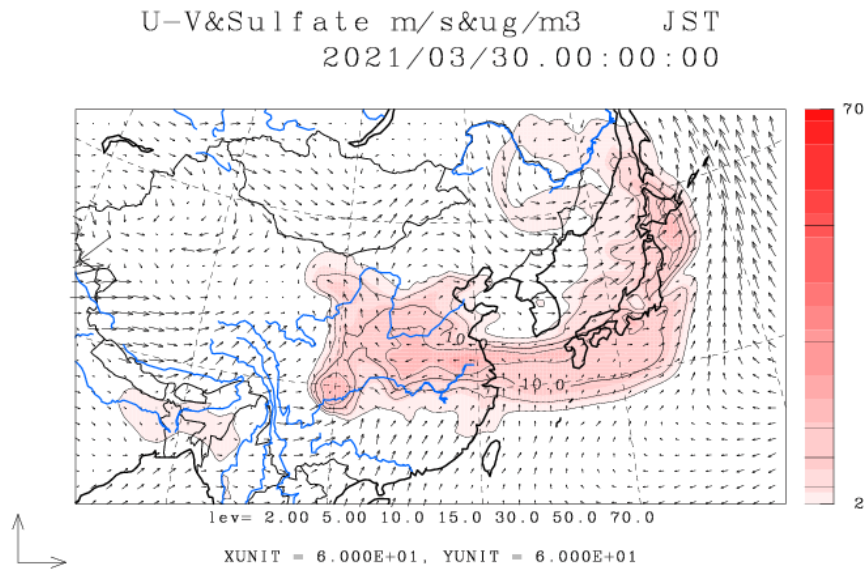 U-V&Sulfate m/s&ug/m3 JST
2021/03/30.00:00:00
70
10.0
2
lev= 2.00 5.00 10.0 15.0 30.0 50.0 70.0
XUNIT = 6.000E+01, YUNIT = 6.000E+01